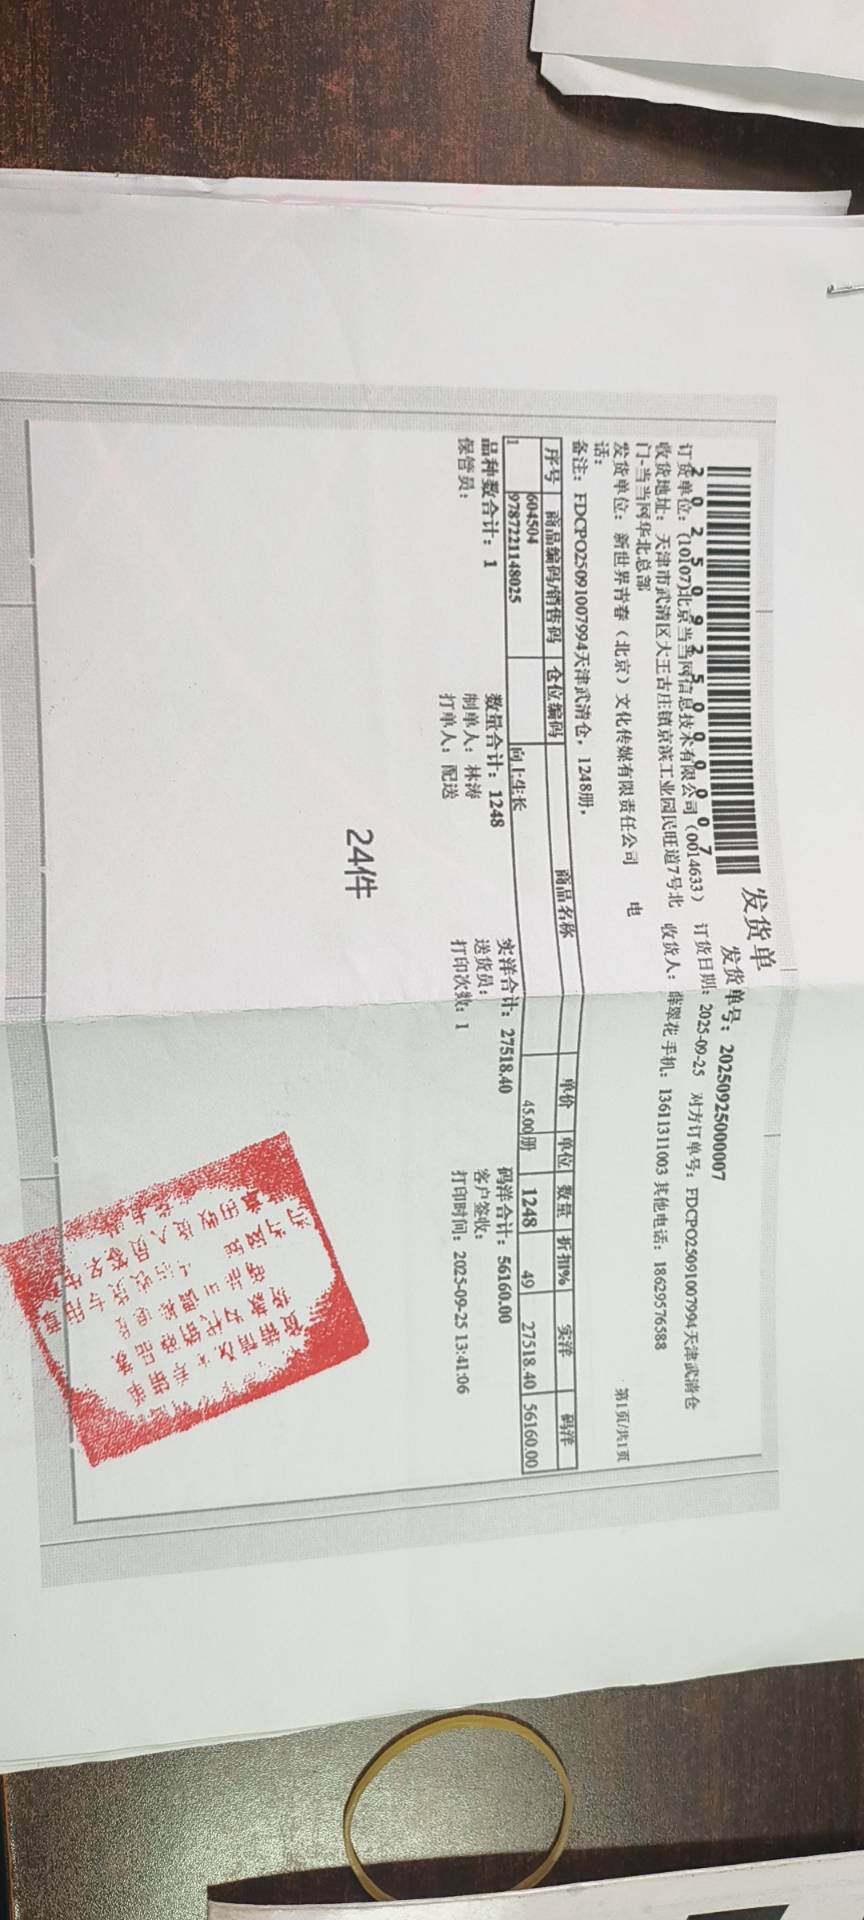 发货单
发货单号：20250925000007
20250925000007
订货单位：(10107)北京当当网信息技术有限公司（0014633） 订货日期：2025-09-25 对方订单号：FDCPO25091007994天津武清仓
收货地址：天津市武清区大王古庄镇京滨工业园民旺道7号北 收货人：薛翠花 手机：13611311003 其他电话：18629576588
门-当当网华北总部
发货单位：新世界青春（北京）文化传媒有限责任公司 电
话： 第1页/共1页
备注：FDCPO25091007994天津武清仓，1248册，
序号 商品编码/销售码 仓位编码 商品名称 单价 单位 数量 折扣% 实洋 码洋
1 604504 向上生长 45.00 册 1248 49 27518.40 56160.00
9787221148025
品种数合计：1 数量合计：1248 实洋合计：27518.40 码洋合计：56160.00
保管员： 制单人：林涛 送货员： 客户签收：
打单人：配送 打印次数：1 打印时间：2025-09-25 13:41:06
24件